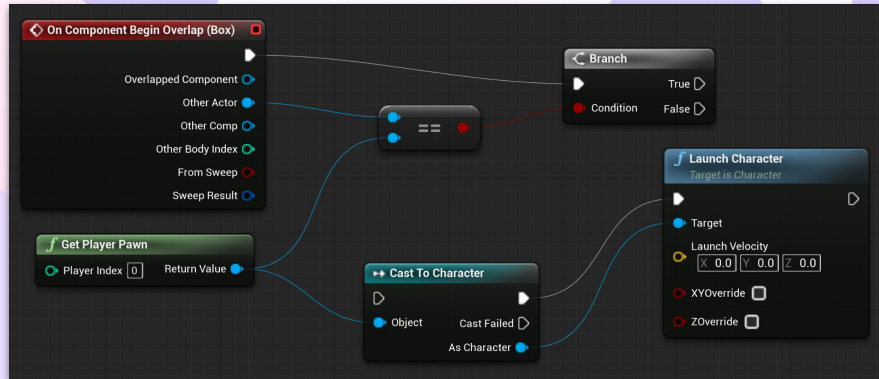 On Component Begin Overlap (Box)
Overlapped Component
Other Actor
Other Comp
Other Body Index
From Sweep
Sweep Result
==
Branch
True
Condition
False
f Get Player Pawn
Player Index 0
Return Value
Cast To Character
Object
Cast Failed
As Character
f Launch Character
Target is Character
Target
Launch Velocity
X 0.0 Y 0.0 Z 0.0
XYOverride
ZOverride